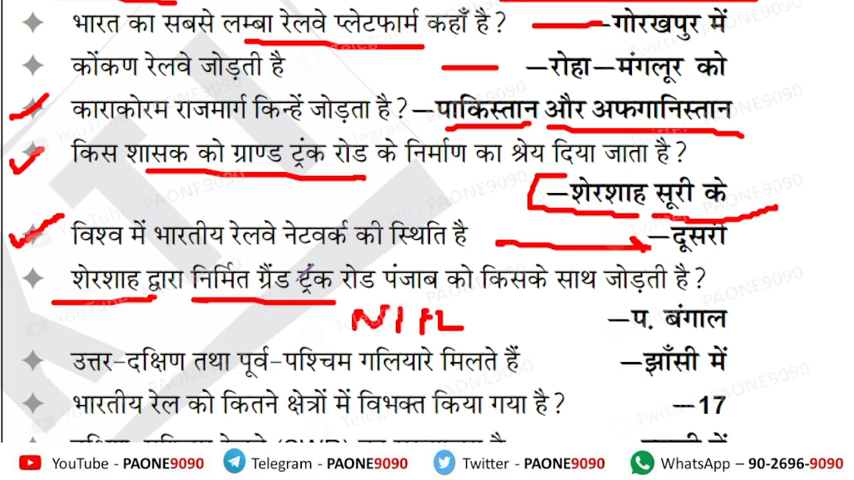 भारत का सबसे लम्बा रेलवे प्लेटफार्म कहाँ है? —गोरखपुर में
कोंकण रेलवे जोड़ती है —रोहा—मंगलूर को
काराकोरम राजमार्ग किन्हें जोड़ता है?—पाकिस्तान और अफगानिस्तान
किस शासक को ग्राण्ड ट्रंक रोड के निर्माण का श्रेय दिया जाता है?
—शेरशाह सूरी के
विश्व में भारतीय रेलवे नेटवर्क की स्थिति है —दूसरी
शेरशाह द्वारा निर्मित ग्रैंड ट्रंक रोड पंजाब को किसके साथ जोड़ती है?
NH
—प. बंगाल
उत्तर-दक्षिण तथा पूर्व-पश्चिम गलियारे मिलते हैं —झाँसी में
भारतीय रेल को कितने क्षेत्रों में विभक्त किया गया है? —17
YouTube - PAONE9090 Telegram - PAONE9090 Twitter - PAONE9090 WhatsApp – 90-2696-9090